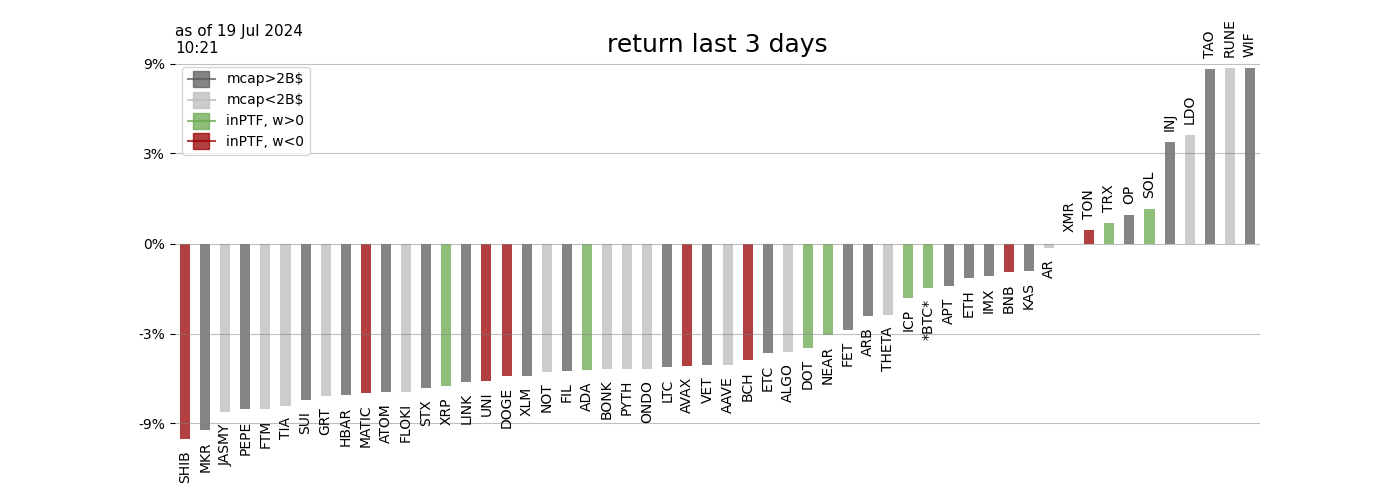 as of 19 Jul 2024
10:21
return last 3 days
9%
3%
0%
-3%
-9%
mcap>2B$
mcap<2B$
inPTF, w>0
inPTF, w<0
SHIB
MKR
JASMY
PEPE
FTM
TIA
SUI
GRT
HBAR
MATIC
ATOM
FLOKI
STX
XRP
LINK
UNI
DOGE
XLM
NOT
FIL
ADA
BONK
PYTH
ONDO
LTC
AVAX
VET
AAVE
BCH
ETC
ALGO
DOT
NEAR
FET
ARB
THETA
ICP
*BTC*
APT
ETH
IMX
BNB
KAS
AR
XMR
TON
TRX
OP
SOL
INJ
LDO
TAO
RUNE
WIF